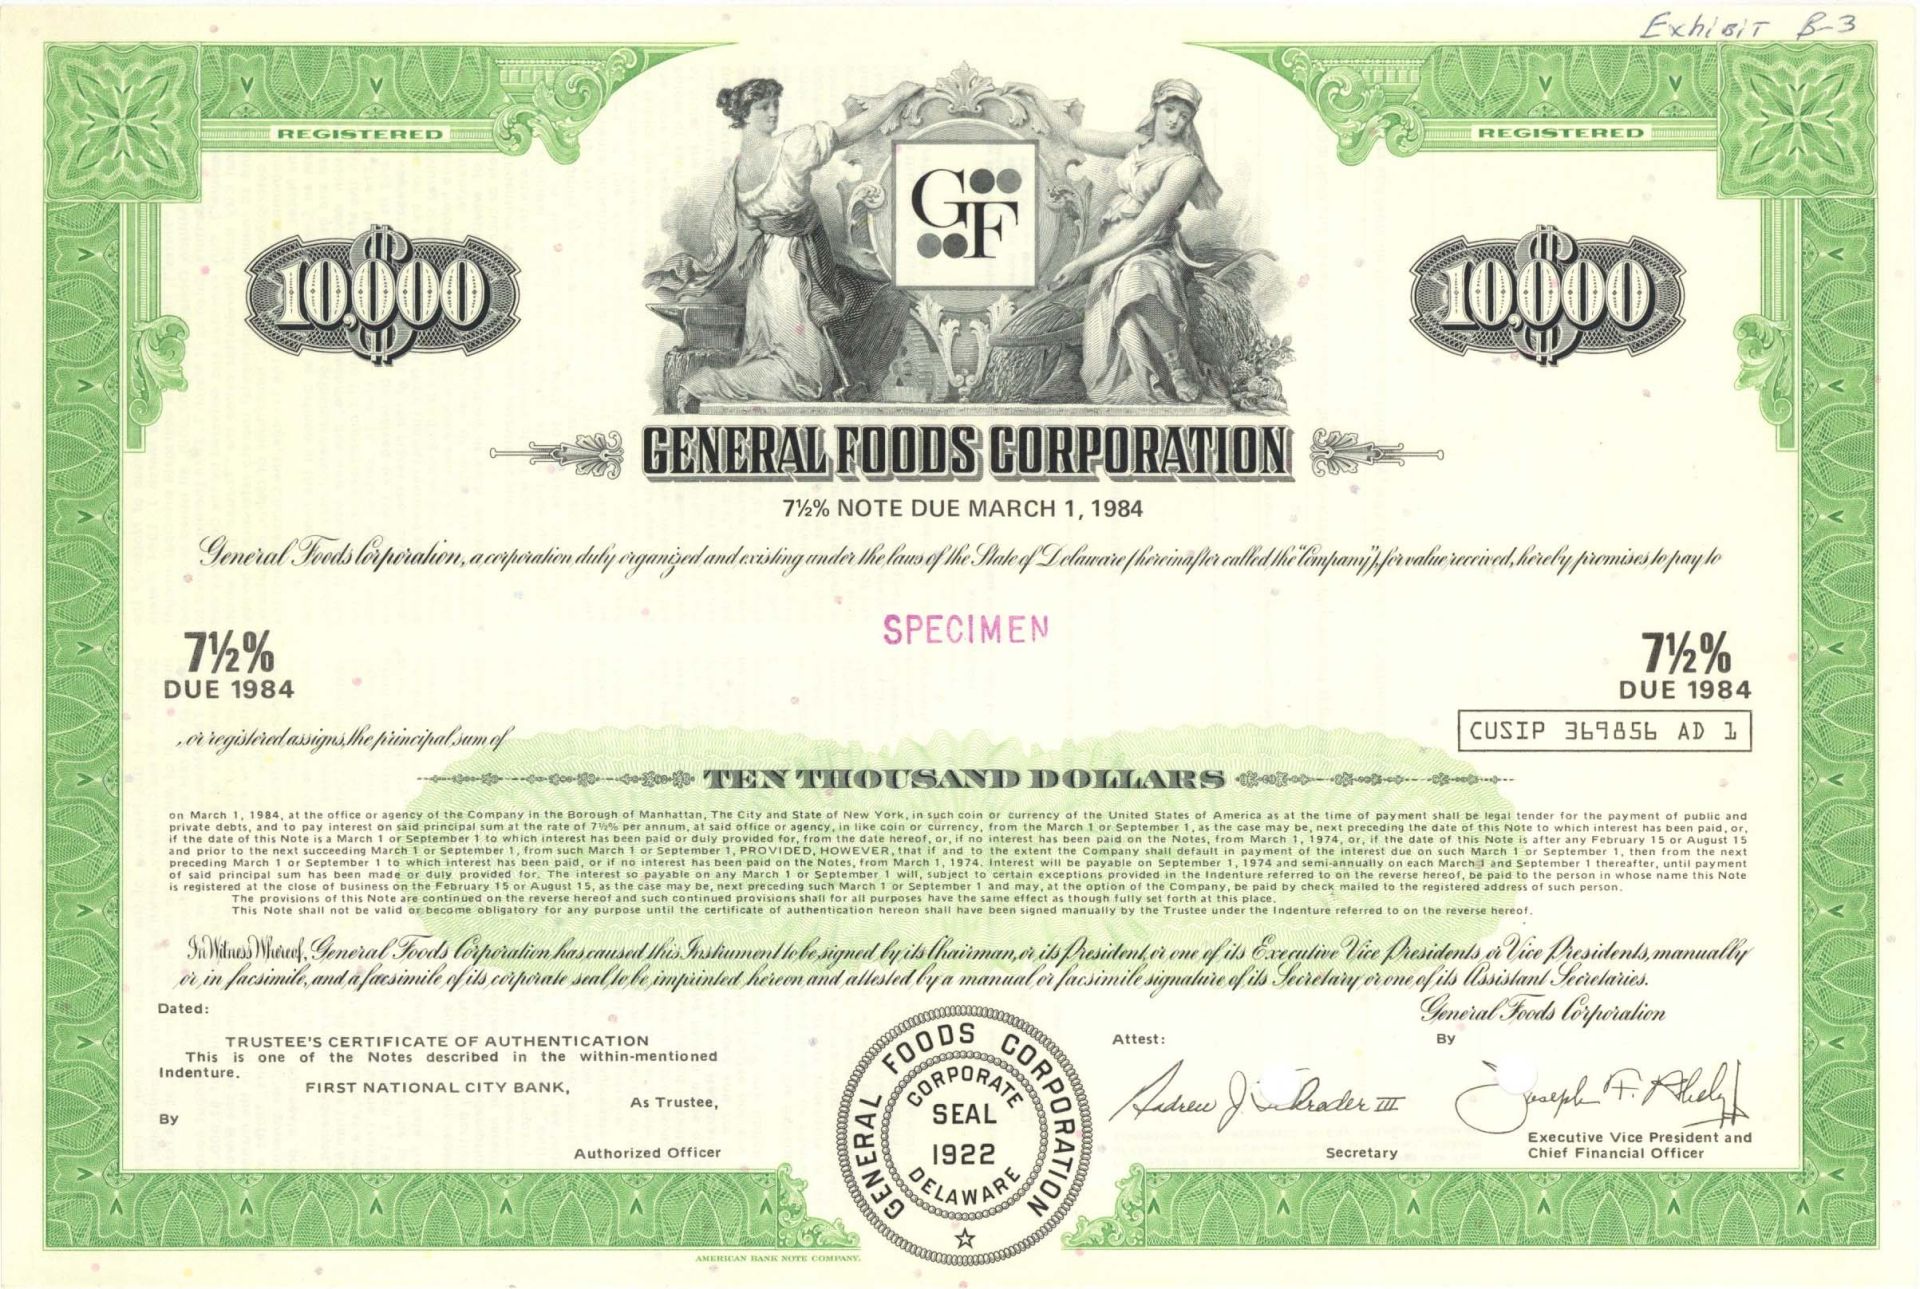 Exhibit B-3
REGISTERED
REGISTERED
GF
$10,000
$10,000
GENERAL FOODS CORPORATION
7½% NOTE DUE MARCH 1, 1984
General Foods Corporation, a corporation duly organized and existing under the laws of the State of Delaware (hereinafter called the "Company"), for value received, hereby promises to pay to
SPECIMEN
7½%
DUE 1984
7½%
DUE 1984
CUSIP 369856 AD 1
, or registered assigns, the principal sum of
TEN THOUSAND DOLLARS
on March 1, 1984, at the office or agency of the Company in the Borough of Manhattan, The City and State of New York, in such coin or currency of the United States of America as at the time of payment shall be legal tender for the payment of public and
private debts, and to pay interest on said principal sum at the rate of 7½% per annum, at said office or agency, in like coin or currency, from the March 1 or September 1, as the case may be, next preceding the date of this Note to which interest has been paid, or,
if the date of this Note is a March 1 or September 1 to which interest has been paid or duly provided for, from the date hereof, or, if no interest has been paid on the Notes, from March 1, 1974, or, if the date of this Note is after any February 15 or August 15
and prior to the next succeeding March 1 or September 1, from such March 1 or September 1, PROVIDED, HOWEVER, that if and to the extent the Company shall default in payment of the interest due on such March 1 or September 1, then from the next
preceding March 1 or September 1 to which interest has been paid, or if no interest has been paid on the Notes, from March 1, 1974. Interest will be payable on September 1, 1974 and semi-annually on each March 1 and September 1 thereafter, until payment
of said principal sum has been made or duly provided for. The interest so payable on any March 1 or September 1 will, subject to certain exceptions provided in the Indenture referred to on the reverse hereof, be paid to the person in whose name this Note
is registered at the close of business on the February 15 or August 15, as the case may be, next preceding such March 1 or September 1 and may, at the option of the Company, be paid by check mailed to the registered address of such person.
The provisions of this Note are continued on the reverse hereof and such continued provisions shall for all purposes have the same effect as though fully set forth at this place.
This Note shall not be valid or become obligatory for any purpose until the certificate of authentication hereon shall have been signed manually by the Trustee under the Indenture referred to on the reverse hereof.
In Witness Whereof, General Foods Corporation has caused this Instrument to be signed by its Chairman, or its President, or one of its Executive Vice Presidents or Vice Presidents, manually
or in facsimile, and a facsimile of its corporate seal to be imprinted hereon and attested by a manual or facsimile signature of its Secretary or one of its Assistant Secretaries.
Dated:
General Foods Corporation
TRUSTEE'S CERTIFICATE OF AUTHENTICATION
This is one of the Notes described in the within-mentioned
Indenture.
FIRST NATIONAL CITY BANK,
As Trustee,
By
Authorized Officer
GENERAL FOODS CORPORATION
CORPORATE
SEAL
1922
DELAWARE
Attest:
Andrew J. Schroder III
Secretary
By
Joseph F.
Executive Vice President and
Chief Financial Officer
AMERICAN BANK NOTE COMPANY.